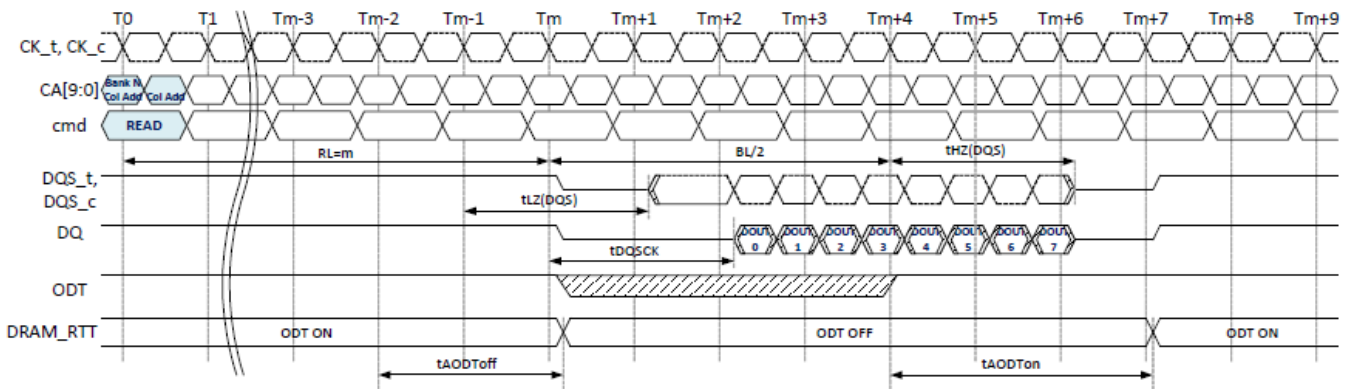 T0 T1 Tm-3 Tm-2 Tm-1 Tm Tm+1 Tm+2 Tm+3 Tm+4 Tm+5 Tm+6 Tm+7 Tm+8 Tm+9
CK_t, CK_c
Bank N
CA[9:0] Col Add Col Add
cmd READ
RL=m BL/2 tHZ(DQS)
DQS_t,
DQS_c
tLZ(DQS)
DQ DOUT 0 DOUT 1 DOUT 2 DOUT 3 DOUT 4 DOUT 5 DOUT 6 DOUT 7
tDQSCK
ODT
DRAM_RTT ODT ON ODT OFF ODT ON
tAODToff tAODTon